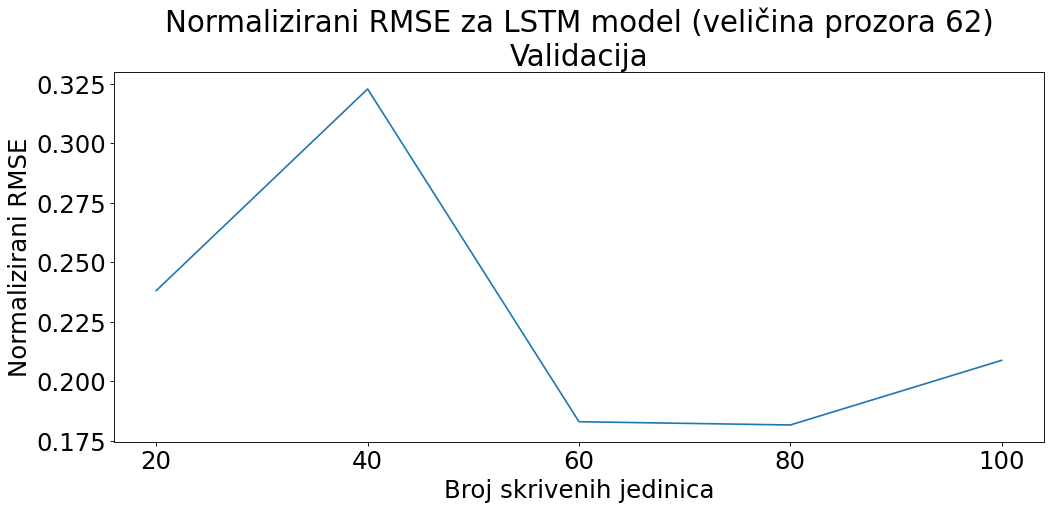 Normalizirani RMSE za LSTM model (veličina prozora 62)
Validacija
Normalizirani RMSE
0.325
0.300
0.275
0.250
0.225
0.200
0.175
20 40 60 80 100
Broj skrivenih jedinica